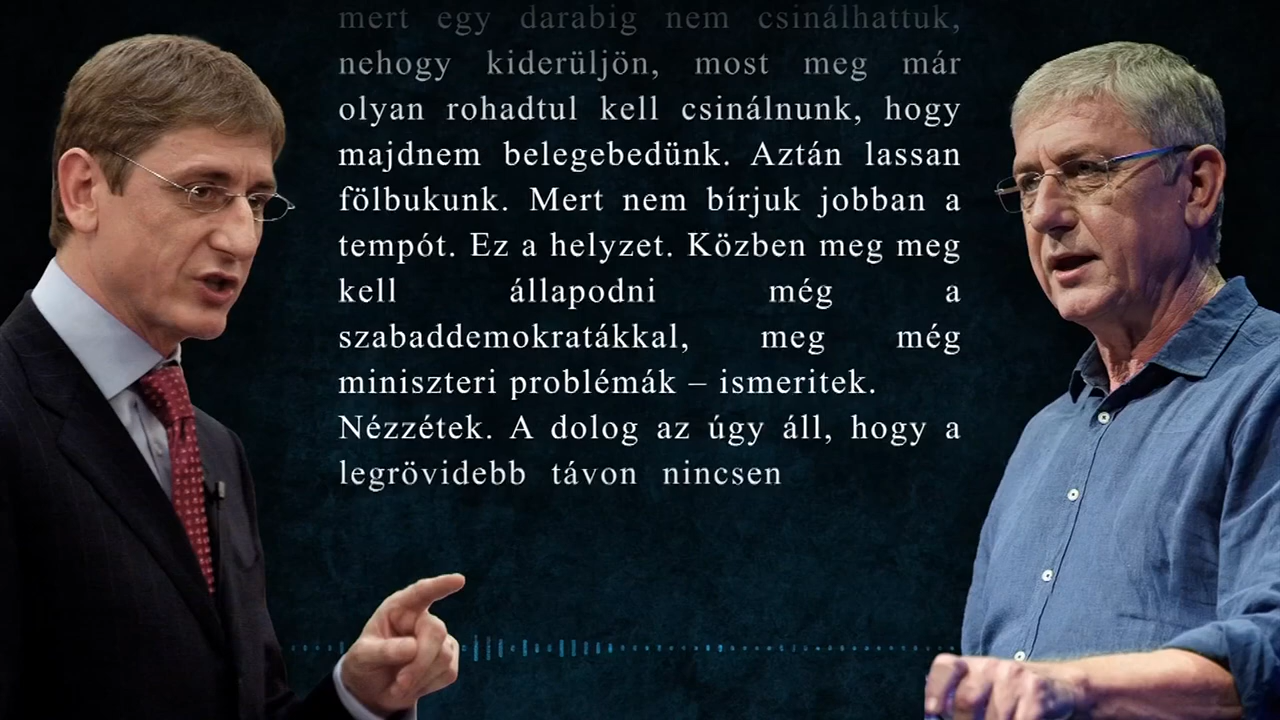 mert egy darabig nem csinálhattuk,
nehogy kiderüljön, most meg már
olyan rohadtul kell csinálnunk, hogy
majdnem belegebedünk. Aztán lassan
fölbukunk. Mert nem bírjuk jobban a
tempót. Ez a helyzet. Közben meg meg
kell állapodni még a
szabaddemokratákkal, meg még
miniszteri problémák – ismeritek.
Nézzétek. A dolog az úgy áll, hogy a
legrövidebb távon nincsen